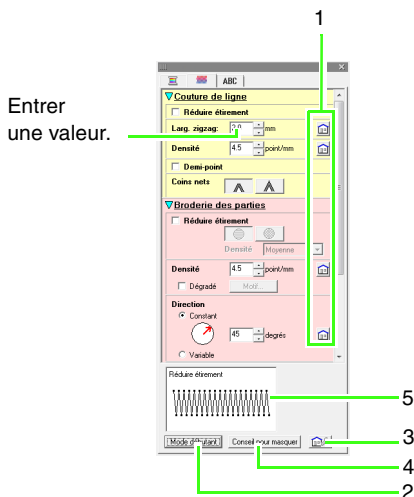 1
ABC
Entrer
une valeur.
Couture de ligne
Réduire étirement
Larg. zigzag: 2.0 mm
Densité 4.5 point/mm
Demi-point
Coins nets
Broderie des parties
Réduire étirement
Densité Moyenne
Densité 4.5 point/mm
Dégradé Motif...
Direction
Constant
45 degrés
Variable
Réduire étirement
5
Mode débutant Conseil pour masquer
3
4
2